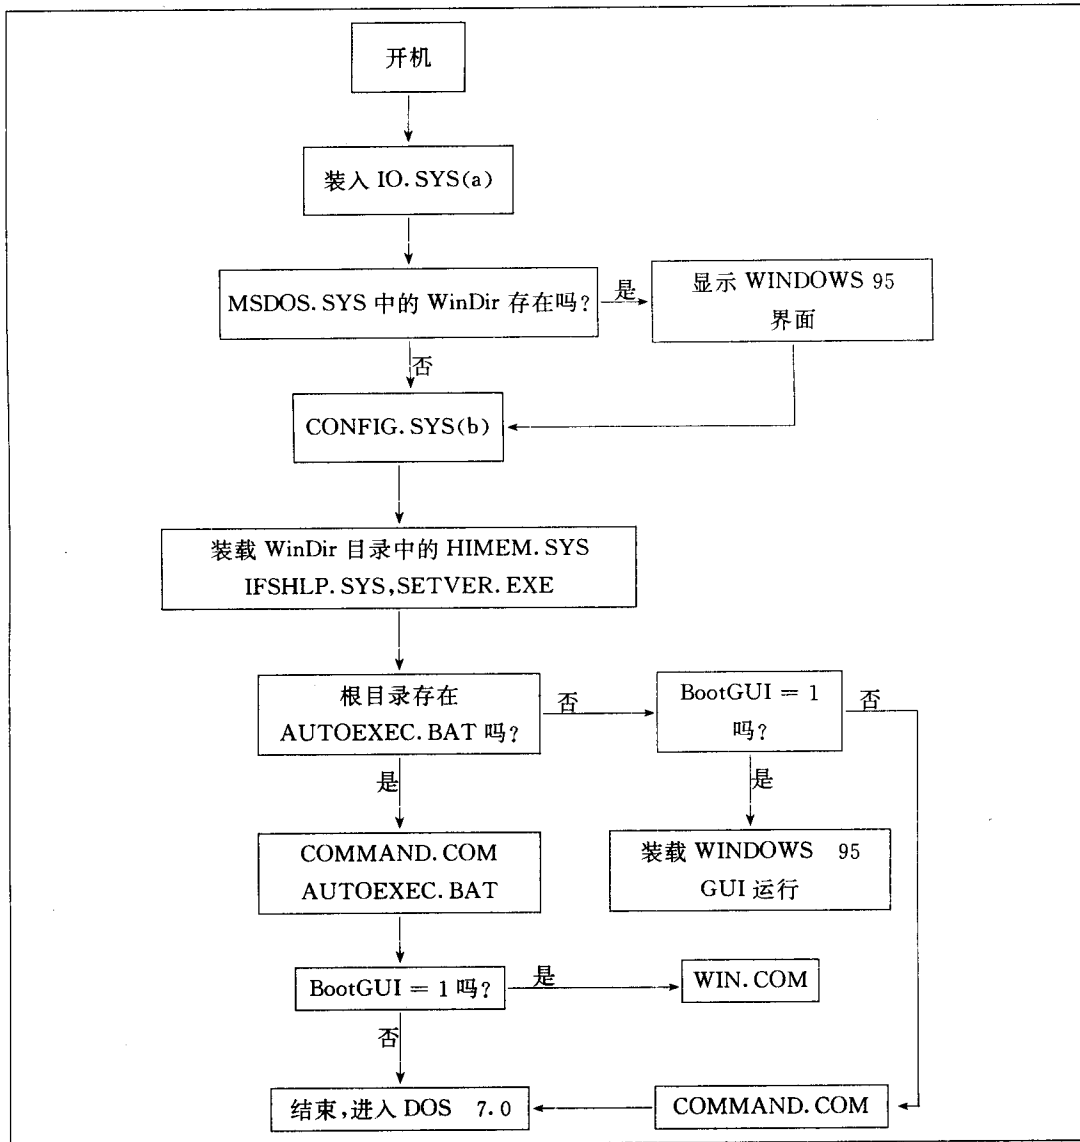 开机
装入 IO.SYS(a)
MSDOS.SYS 中的 WinDir 存在吗?
是
显示 WINDOWS 95
界面
否
CONFIG.SYS(b)
装载 WinDir 目录中的 HIMEM.SYS
IFSHLP.SYS,SETVER.EXE
根目录存在
AUTOEXEC.BAT 吗?
否
BootGUI = 1
吗?
否
是
是
COMMAND.COM
AUTOEXEC.BAT
装载 WINDOWS 95
GUI 运行
BootGUI = 1 吗?
是
WIN.COM
否
结束,进入 DOS 7.0
COMMAND.COM